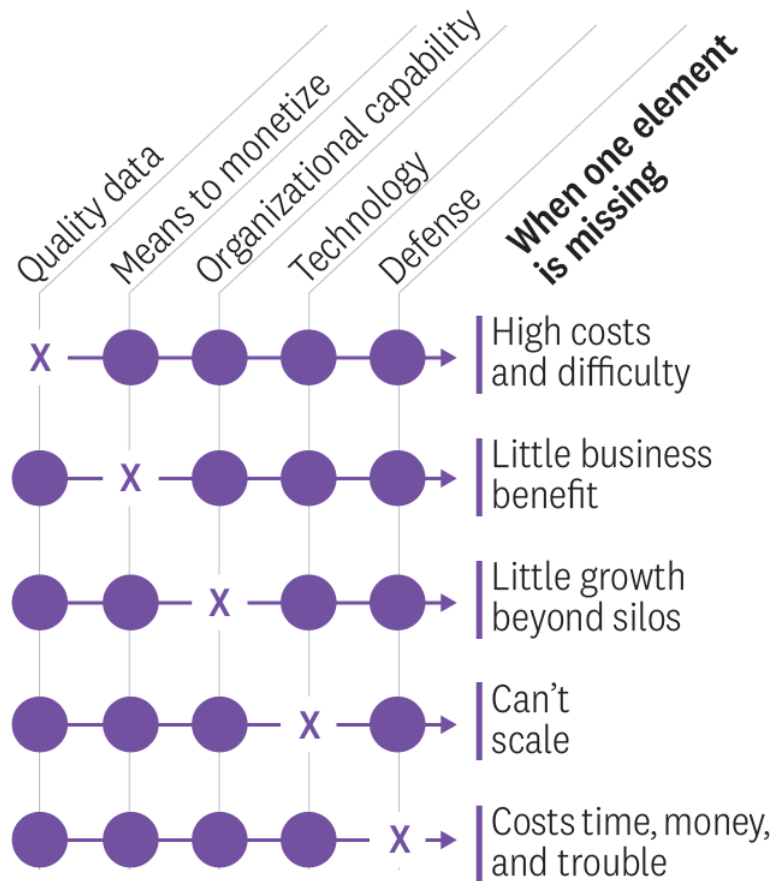 Quality data
Means to monetize
Organizational capability
Technology
Defense
When one element
is missing
X
High costs
and difficulty
X
Little business
benefit
X
Little growth
beyond silos
X
Can’t
scale
X
Costs time, money,
and trouble